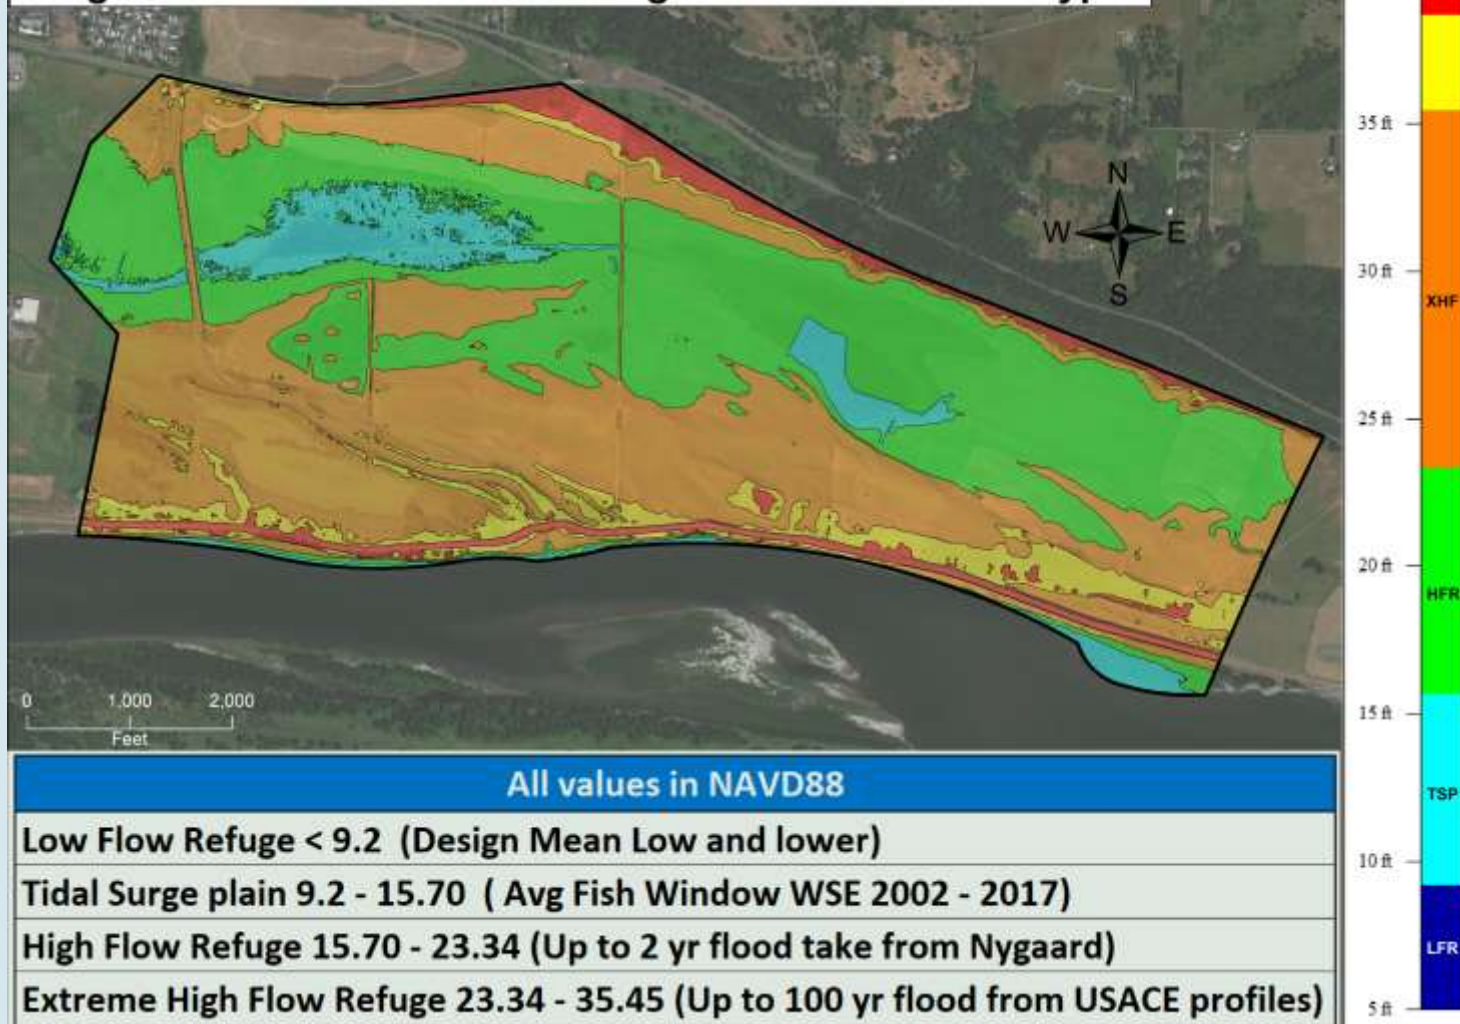 N
W E
S
35 ft
30 ft
XHF
25 ft
20 ft
HFR
15 ft
TSP
10 ft
LFR
5 ft
0 1,000 2,000
Feet
All values in NAVD88
Low Flow Refuge < 9.2 (Design Mean Low and lower)
Tidal Surge plain 9.2 - 15.70 ( Avg Fish Window WSE 2002 - 2017)
High Flow Refuge 15.70 - 23.34 (Up to 2 yr flood take from Nygaard)
Extreme High Flow Refuge 23.34 - 35.45 (Up to 100 yr flood from USACE profiles)